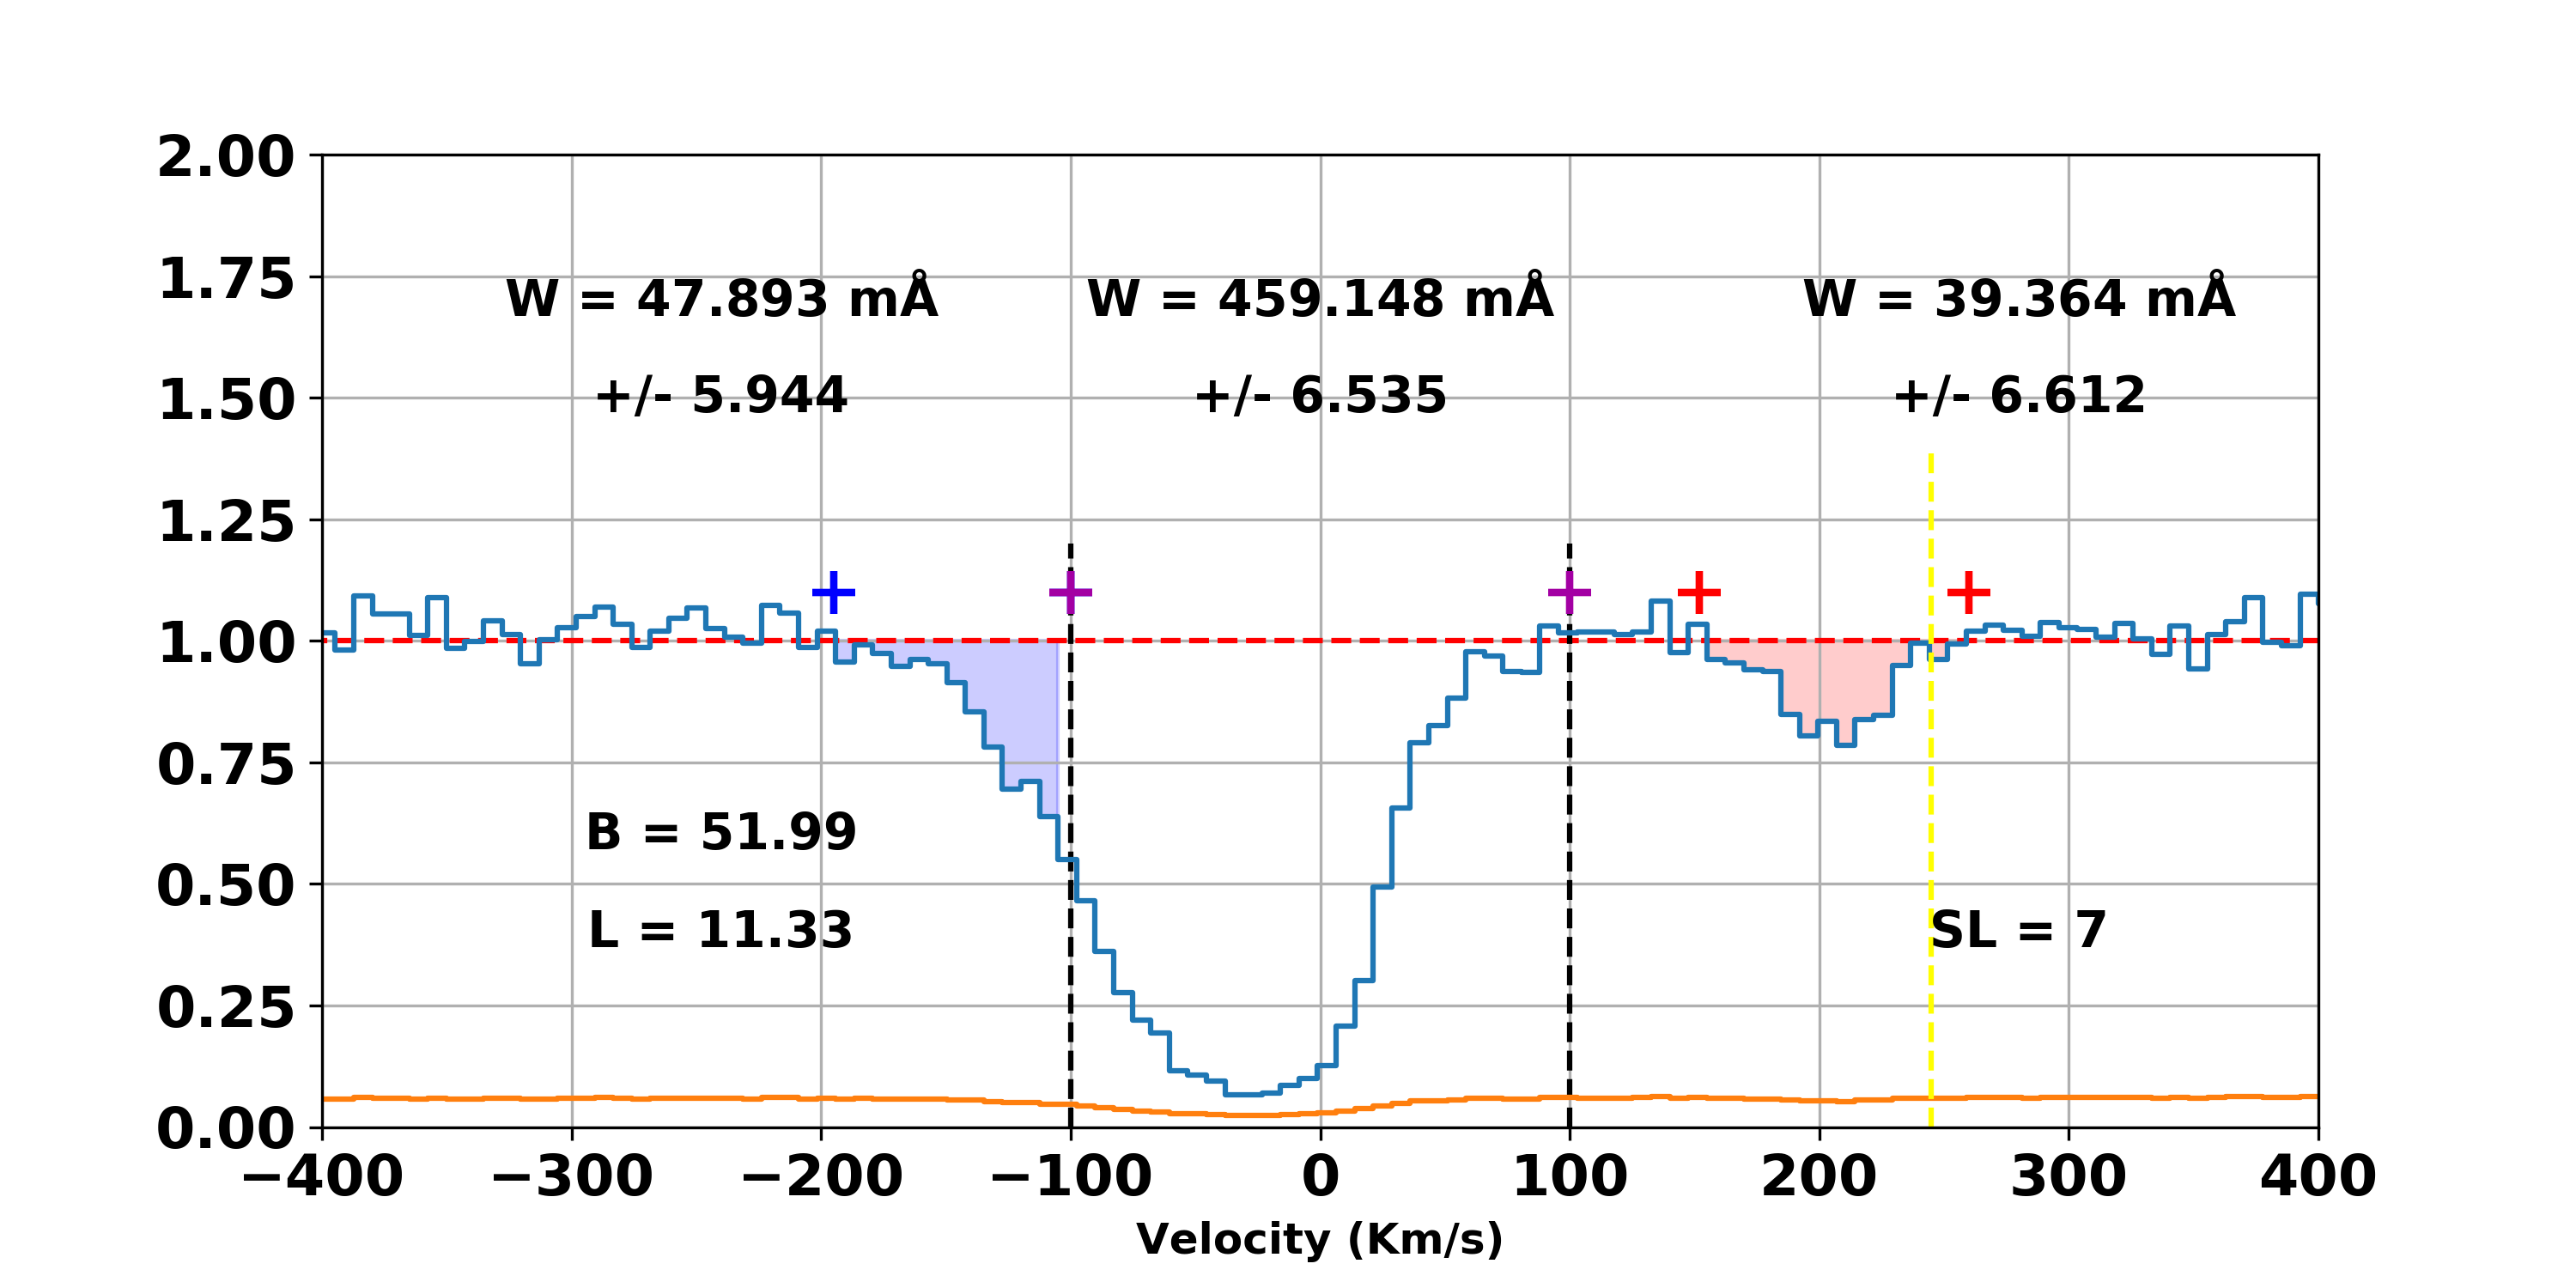 2.00
1.75
W = 47.893 mÅ W = 459.148 mÅ W = 39.364 mÅ
1.50
+/- 5.944 +/- 6.535 +/- 6.612
1.25
1.00
0.75
B = 51.99
0.50
L = 11.33 SL = 7
0.25
0.00
−400 −300 −200 −100 0 100 200 300 400
Velocity (Km/s)